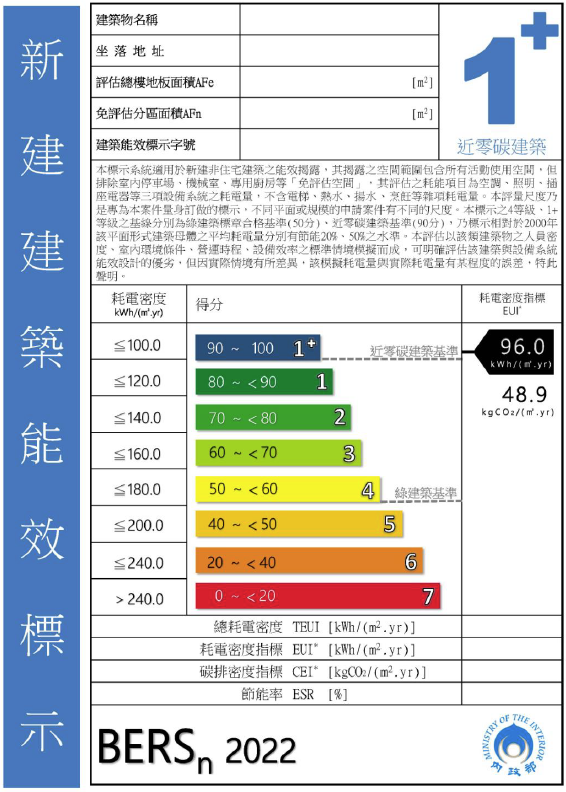 新建建築能效標示
建築物名稱
坐落地址
評估總樓地板面積AFe [㎡]
免評估分區面積AFn [㎡]
建築能效標示字號
1+
近零碳建築
本標示系統適用於新建非住宅建築之能效揭露，其揭露之空間範圍包含所有活動使用空間，但
排除室內停車場、機械室、專用廚房等「免評估空間」，其評估之耗能項目為空調、照明、插
座電器等三項設備系統之耗電量，不含電梯、熱水、揚水、烹飪等雜項耗電量。本評量尺度乃
是專為本案件量身訂做的標示，不同平面或規模的申請案件有不同的尺度。本標示之4等級、1+
等級之基線分別為綠建築標章合格基準(50分)、近零碳建築基準(90分)，乃標示相對於2000年
該平面形式建築母體之平均耗電量分別有節能20%、50%之水準。本評估以該類建築物之人員密
度、室內環境條件、營運時程、設備效率之標準情境模擬而成，可明確評估該建築與設備系統
能效設計的優劣，但因實際情境有所差異，該模擬耗電量與實際耗電量有某程度的誤差，特此
聲明。
耗電密度
kWh/(㎡.yr)
得分
耗電密度指標
EUI*
≦100.0 90 ~ 100 1+ 近零碳建築基準 96.0
kWh/(㎡.yr)
≦120.0 80 ~ <90 1
48.9
kgCO2/(㎡.yr)
≦140.0 70 ~ <80 2
≦160.0 60 ~ <70 3
≦180.0 50 ~ <60 4 綠建築基準
≦200.0 40 ~ <50 5
≦240.0 20 ~ <40 6
>240.0 0 ~ <20 7
總耗電密度 TEUI [kWh/(㎡.yr)]
耗電密度指標 EUI* [kWh/(㎡.yr)]
碳排密度指標 CEI* [kgCO2/(㎡.yr)]
節能率 ESR [%]
BERSn 2022
MINISTRY OF THE INTERIOR
內政部